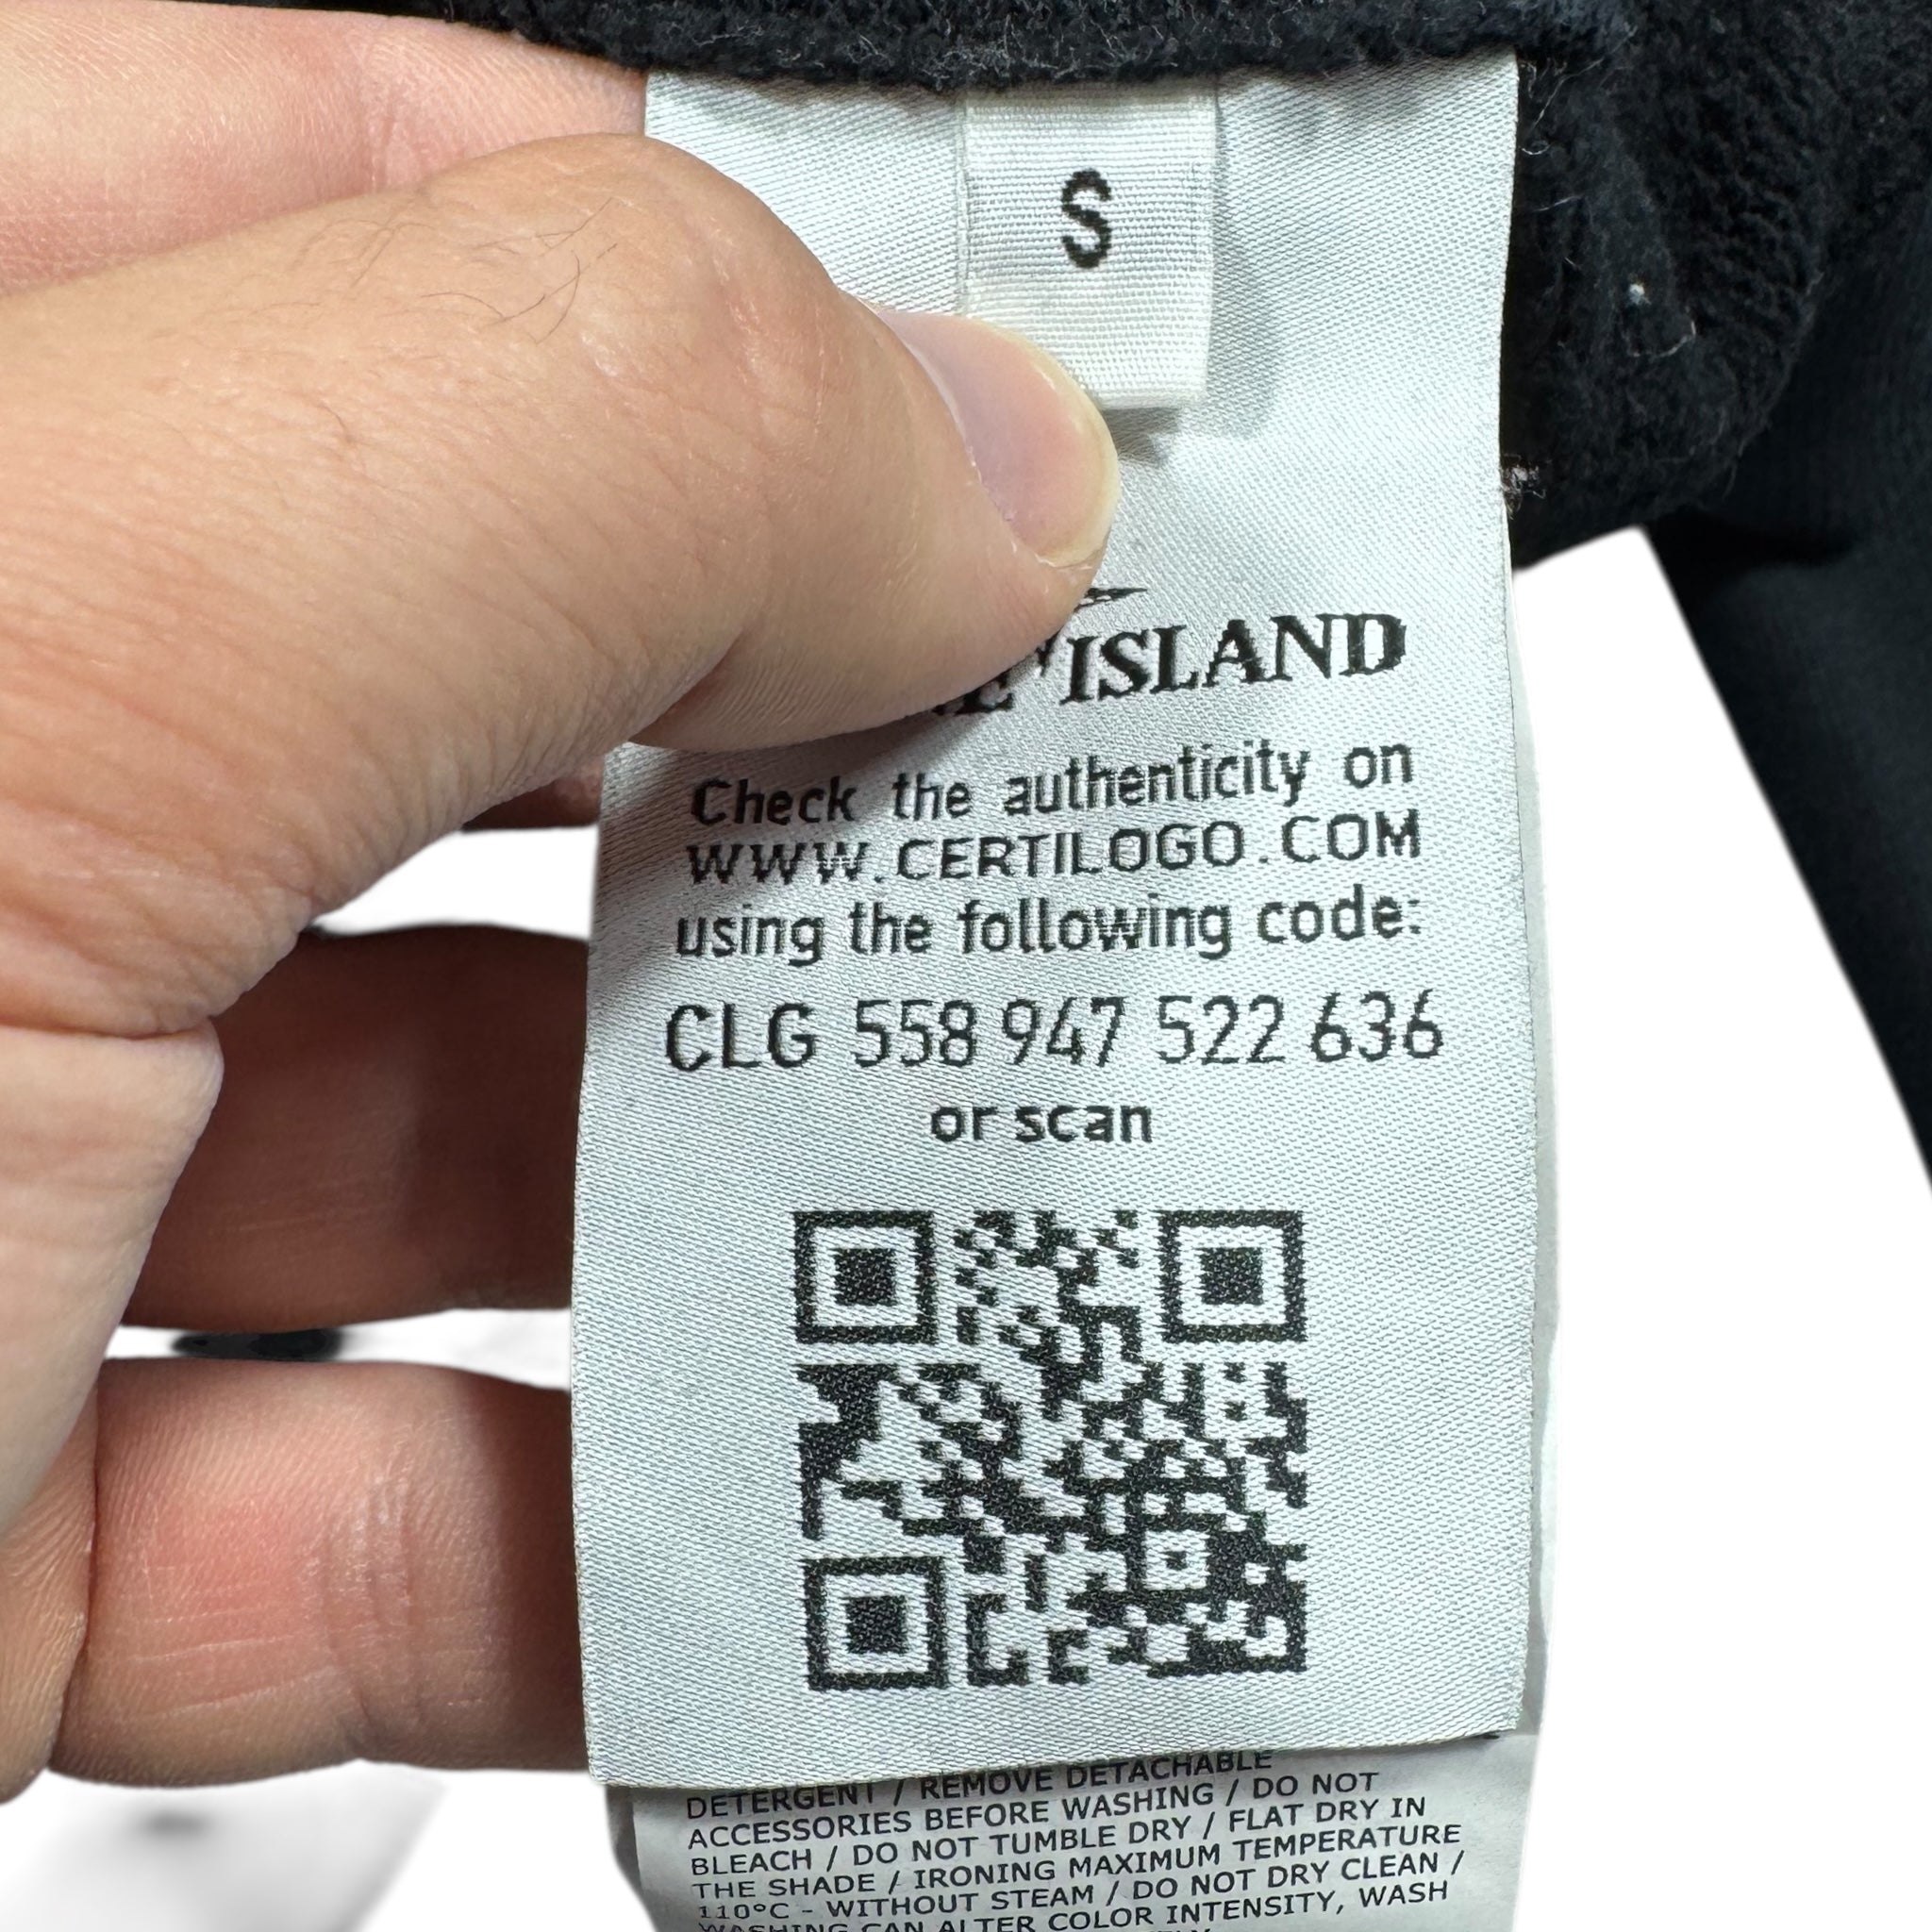 S
ISLAND
Check the authenticity on
WWW.CERTILOGO.COM
using the following code:
CLG 558 947 522 636
or scan
DETERGENT / REMOVE DETACHABLE
ACCESSORIES BEFORE WASHING / DO NOT
BLEACH / DO NOT TUMBLE DRY / FLAT DRY IN
THE SHADE / IRONING MAXIMUM TEMPERATURE
110°C - WITHOUT STEAM / DO NOT DRY CLEAN /
WASHING CAN ALTER COLOR INTENSITY, WASH